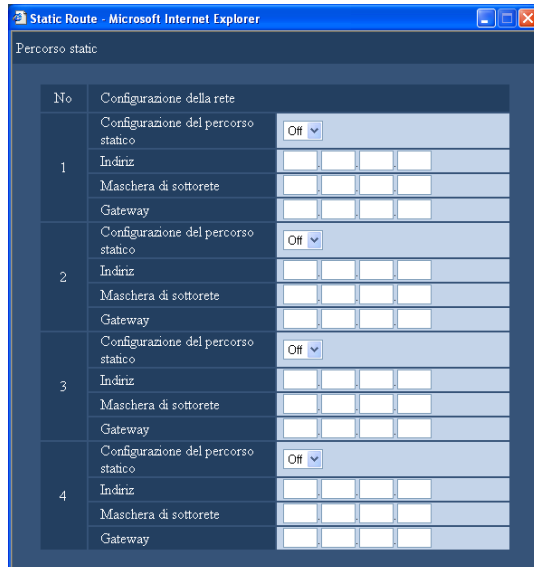 Static Route - Microsoft Internet Explorer
Percorso static
No Configurazione della rete
1
Configurazione del percorso
statico
Off
Indiriz
Maschera di sottorete
Gateway
2
Configurazione del percorso
statico
Off
Indiriz
Maschera di sottorete
Gateway
3
Configurazione del percorso
statico
Off
Indiriz
Maschera di sottorete
Gateway
4
Configurazione del percorso
statico
Off
Indiriz
Maschera di sottorete
Gateway